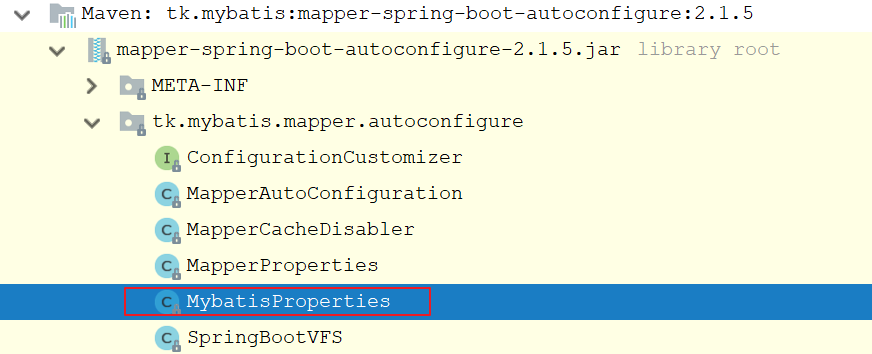 Maven: tk.mybatis:mapper-spring-boot-autoconfigure:2.1.5
mapper-spring-boot-autoconfigure-2.1.5.jar library root
META-INF
tk.mybatis.mapper.autoconfigure
I ConfigurationCustomizer
C MapperAutoConfiguration
C MapperCacheDisabler
C MapperProperties
C MybatisProperties
C SpringBootVFS